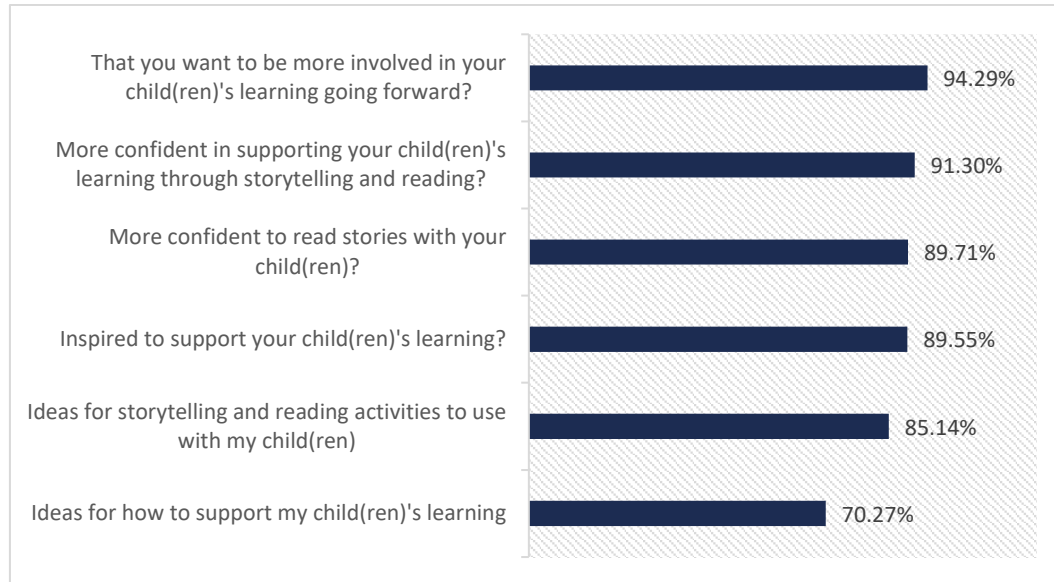 That you want to be more involved in your
child(ren)'s learning going forward?
94.29%
More confident in supporting your child(ren)'s
learning through storytelling and reading?
91.30%
More confident to read stories with your
child(ren)?
89.71%
Inspired to support your child(ren)'s learning?
89.55%
Ideas for storytelling and reading activities to use
with my child(ren)
85.14%
Ideas for how to support my child(ren)'s learning
70.27%